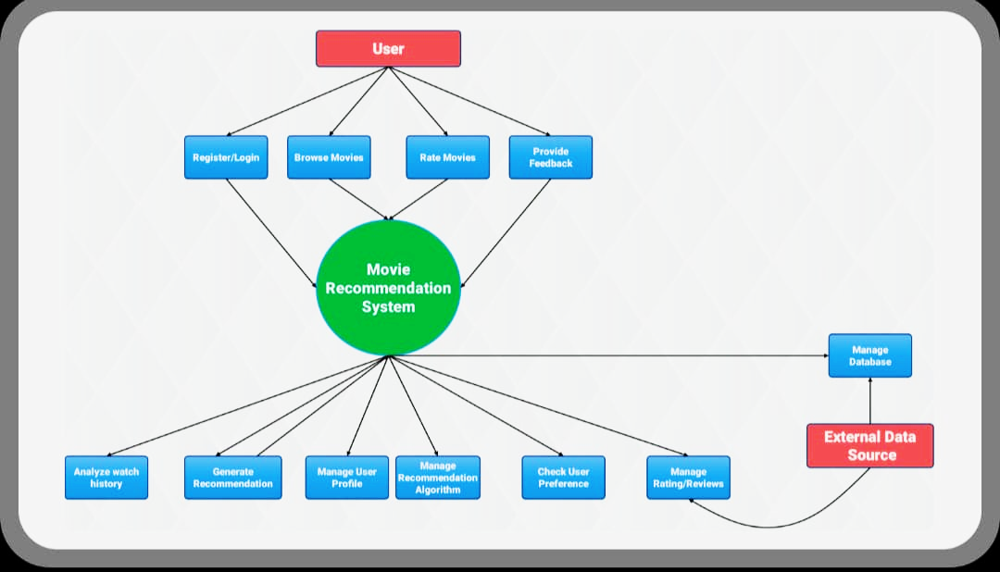 User
Register/Login
Browse Movies
Rate Movies
Provide
Feedback
Movie
Recommendation
System
Manage
Database
External Data
Source
Analyze watch
history
Generate
Recommendation
Manage User
Profile
Manage
Recommendation
Algorithm
Check User
Preference
Manage
Rating/Reviews